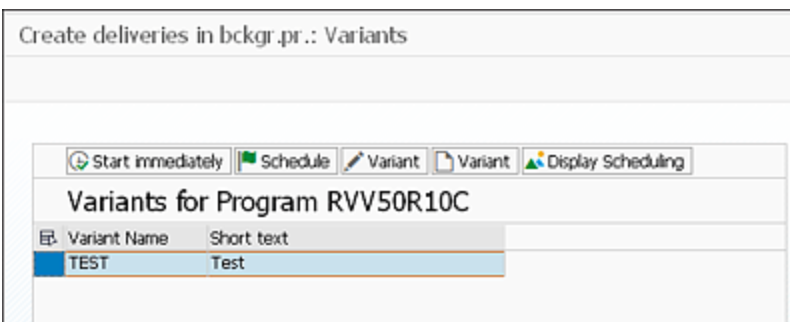 Create deliveries in bckgr.pr.: Variants
Start immediately Schedule Variant Variant Display Scheduling
Variants for Program RVV50R10C
Variant Name Short text
TEST Test